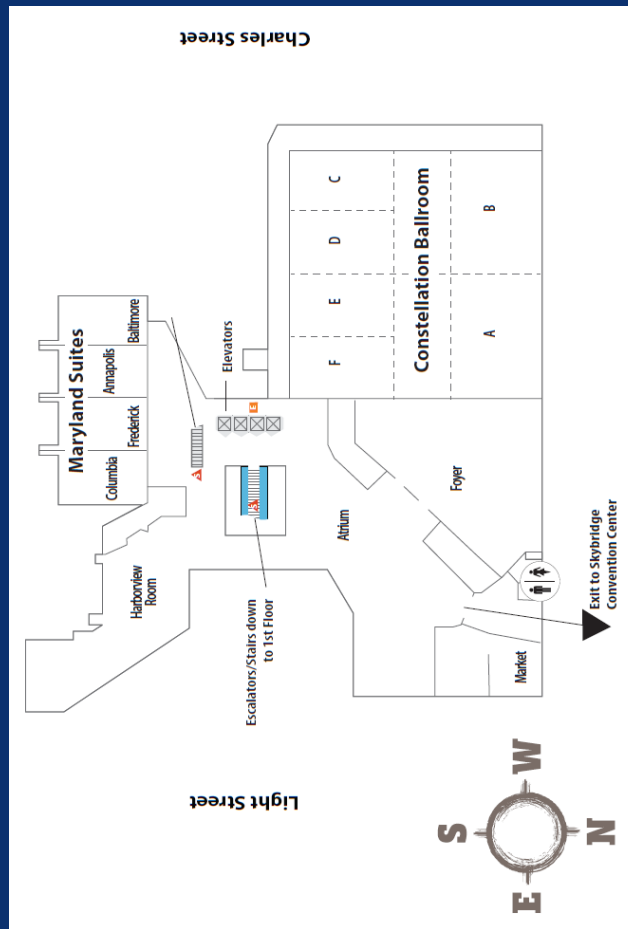 Charles Street
Maryland Suites
Columbia
Frederick
Annapolis
Baltimore
Harborview
Room
Elevators
E
Escalators/Stairs down
to 1st Floor
Constellation Ballroom
C
D
E
F
B
A
Atrium
Foyer
Market
Exit to Skybridge
Convention Center
Light Street
S
W
N
E